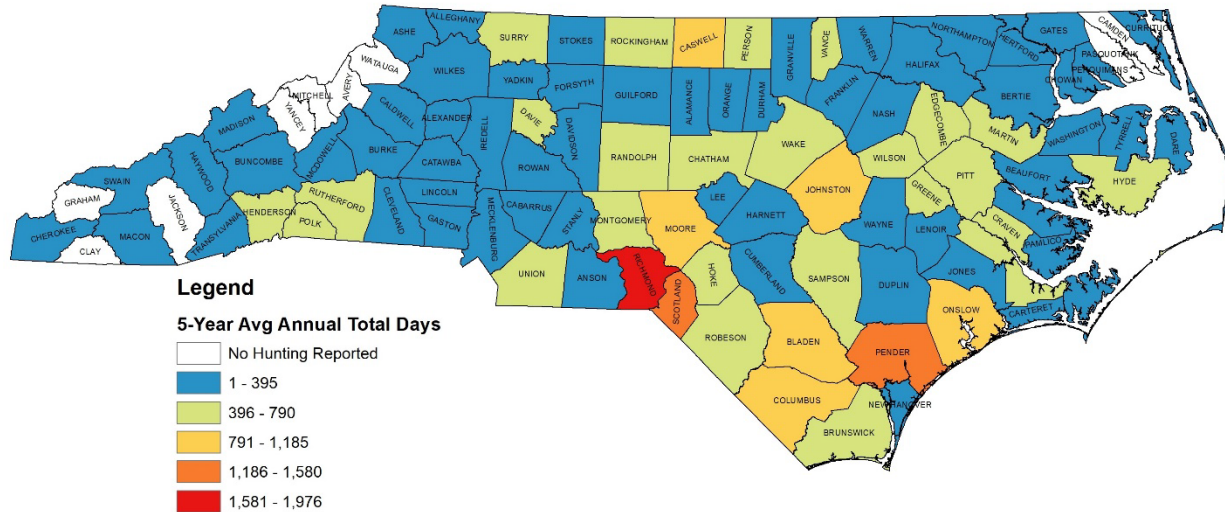 ALLEGHANY
ASHE
SURRY
STOKES
ROCKINGHAM
CASWELL
PERSON
GRANVILLE
VANCE
WARREN
NORTHAMPTON
HERTFORD
GATES
CAMDEN
CURRITUCK
PASQUOTANK
PERQUIMANS
CHOWAN
HALIFAX
BERTIE
WATAUGA
WILKES
YADKIN
FORSYTH
GUILFORD
ALAMANCE
ORANGE
DURHAM
FRANKLIN
NASH
EDGECOMBE
MARTIN
WASHINGTON
TYRRELL
DARE
AVERY
MITCHELL
YANCEY
CALDWELL
ALEXANDER
IREDELL
DAVIE
DAVIDSON
MADISON
HAYWOOD
BUNCOMBE
MCDOWELL
BURKE
CATAWBA
ROWAN
RANDOLPH
CHATHAM
WAKE
WILSON
PITT
BEAUFORT
HYDE
SWAIN
GRAHAM
JACKSON
RUTHERFORD
HENDERSON
POLK
TRANSYLVANIA
CLEVELAND
LINCOLN
GASTON
MECKLENBURG
CABARRUS
STANLY
MONTGOMERY
MOORE
LEE
HARNETT
JOHNSTON
GREENE
WAYNE
LENOIR
CRAVEN
PAMLICO
CHEROKEE
MACON
CLAY
UNION
ANSON
RICHMOND
SCOTLAND
HOKE
CUMBERLAND
SAMPSON
DUPLIN
JONES
CARTERET
ONSLOW
ROBESON
BLADEN
PENDER
COLUMBUS
NEW HANOVER
BRUNSWICK
Legend
5-Year Avg Annual Total Days
No Hunting Reported
1 - 395
396 - 790
791 - 1,185
1,186 - 1,580
1,581 - 1,976